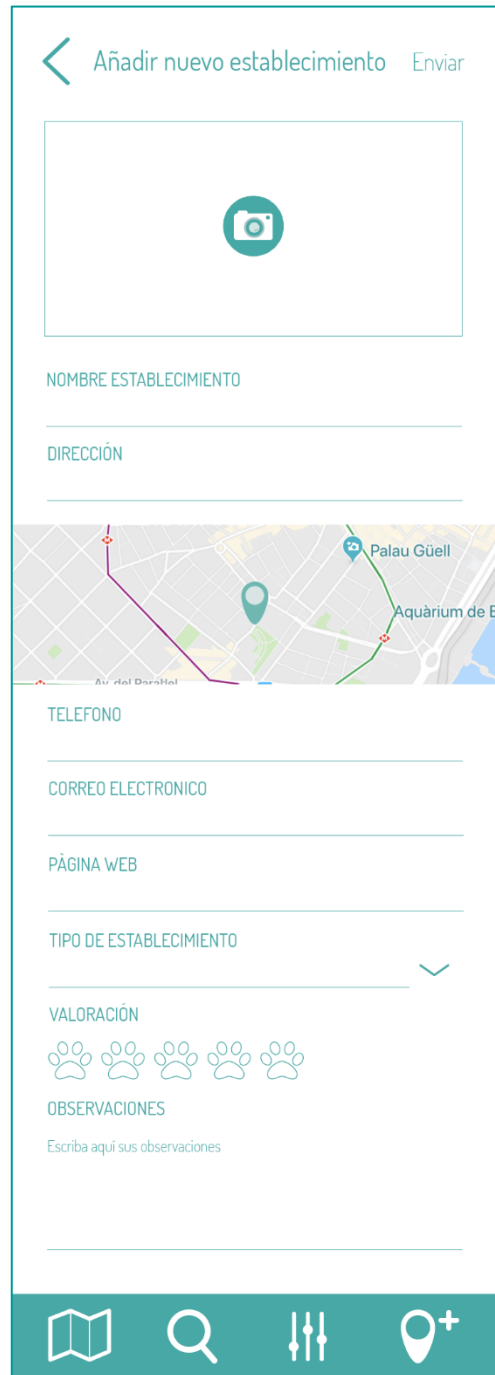 Añadir nuevo establecimiento Enviar
NOMBRE ESTABLECIMIENTO
DIRECCIÓN
Palau Güell
Aquàrium de B
Av. del Paral·lel
TELEFONO
CORREO ELECTRONICO
PÀGINA WEB
TIPO DE ESTABLECIMIENTO
VALORACIÓN
OBSERVACIONES
Escriba aquí sus observaciones